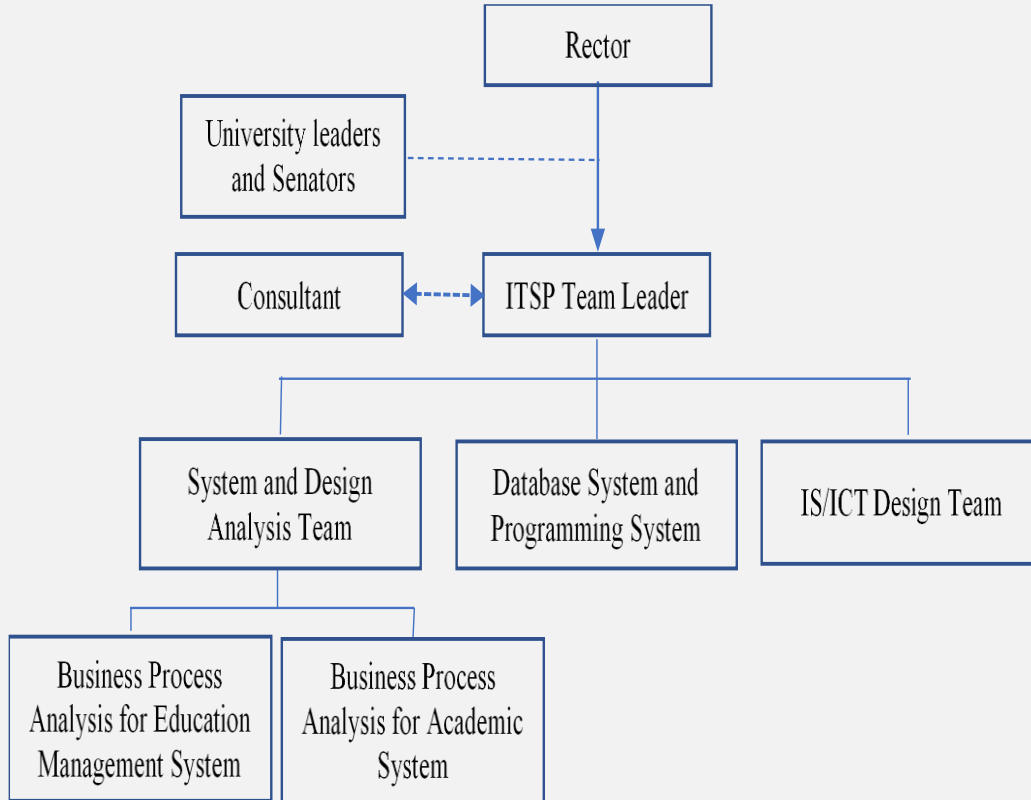 Rector
University leaders
and Senators
Consultant
ITSP Team Leader
System and Design
Analysis Team
Database System and
Programming System
IS/ICT Design Team
Business Process
Analysis for Education
Management System
Business Process
Analysis for Academic
System